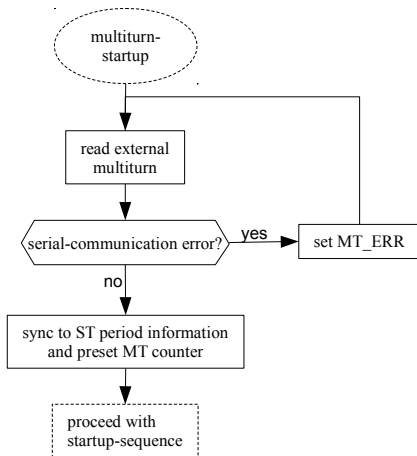 multiturn-
startup
read external
multiturn
serial-communication error?
yes
set MT_ERR
no
sync to ST period information
and preset MT counter
proceed with
startup-sequence